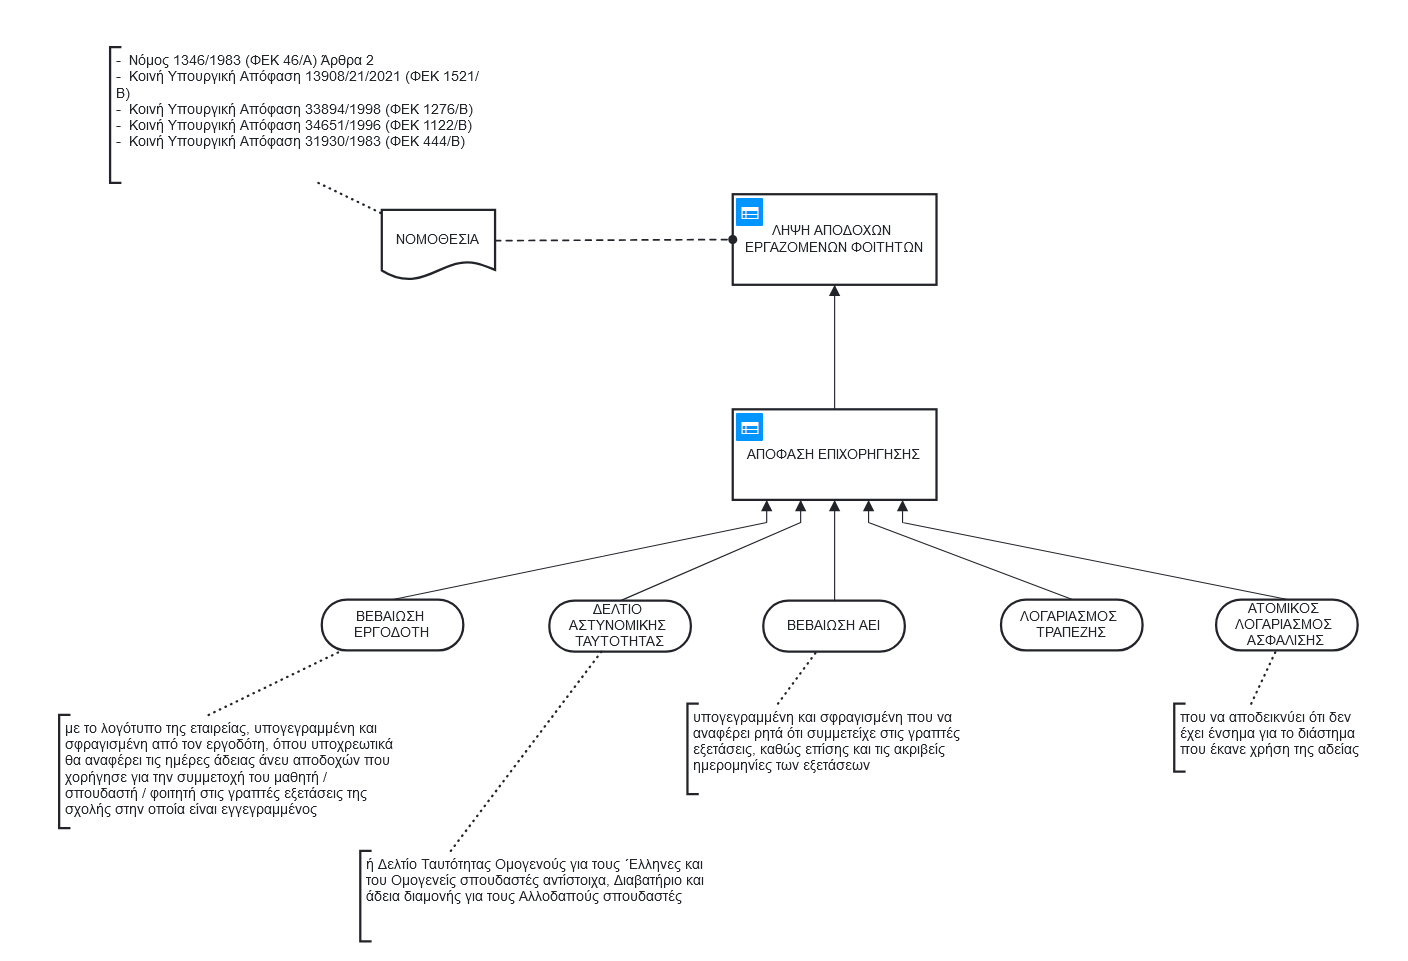 -  Νόμος 1346/1983 (ΦΕΚ 46/Α) Άρθρα 2
-  Κοινή Υπουργική Απόφαση 13908/21/2021 (ΦΕΚ 1521/
Β)
-  Κοινή Υπουργική Απόφαση 33894/1998 (ΦΕΚ 1276/Β)
-  Κοινή Υπουργική Απόφαση 34651/1996 (ΦΕΚ 1122/Β)
-  Κοινή Υπουργική Απόφαση 31930/1983 (ΦΕΚ 444/Β)
ΝΟΜΟΘΕΣΙΑ
ΛΗΨΗ ΑΠΟΔΟΧΩΝ
ΕΡΓΑΖΟΜΕΝΩΝ ΦΟΙΤΗΤΩΝ
ΑΠΟΦΑΣΗ ΕΠΙΧΟΡΗΓΗΣΗΣ
ΒΕΒΑΙΩΣΗ
ΕΡΓΟΔΟΤΗ
ΔΕΛΤΙΟ
ΑΣΤΥΝΟΜΙΚΗΣ
ΤΑΥΤΟΤΗΤΑΣ
ΒΕΒΑΙΩΣΗ ΑΕΙ
ΛΟΓΑΡΙΑΣΜΟΣ
ΤΡΑΠΕΖΗΣ
ΑΤΟΜΙΚΟΣ
ΛΟΓΑΡΙΑΣΜΟΣ
ΑΣΦΑΛΙΣΗΣ
με το λογότυπο της εταιρείας, υπογεγραμμένη και
σφραγισμένη από τον εργοδότη, όπου υποχρεωτικά
θα αναφέρει τις ημέρες άδειας άνευ αποδοχών που
χορήγησε για την συμμετοχή του μαθητή /
σπουδαστή / φοιτητή στις γραπτές εξετάσεις της
σχολής στην οποία είναι εγγεγραμμένος
υπογεγραμμένη και σφραγισμένη που να
αναφέρει ρητά ότι συμμετείχε στις γραπτές
εξετάσεις, καθώς επίσης και τις ακριβείς
ημερομηνίες των εξετάσεων
που να αποδεικνύει ότι δεν
έχει ένσημα για το διάστημα
που έκανε χρήση της αδείας
ή Δελτίο Ταυτότητας Ομογενούς για τους ΄Ελληνες και
του Ομογενείς σπουδαστές αντίστοιχα, Διαβατήριο και
άδεια διαμονής για τους Αλλοδαπούς σπουδαστές